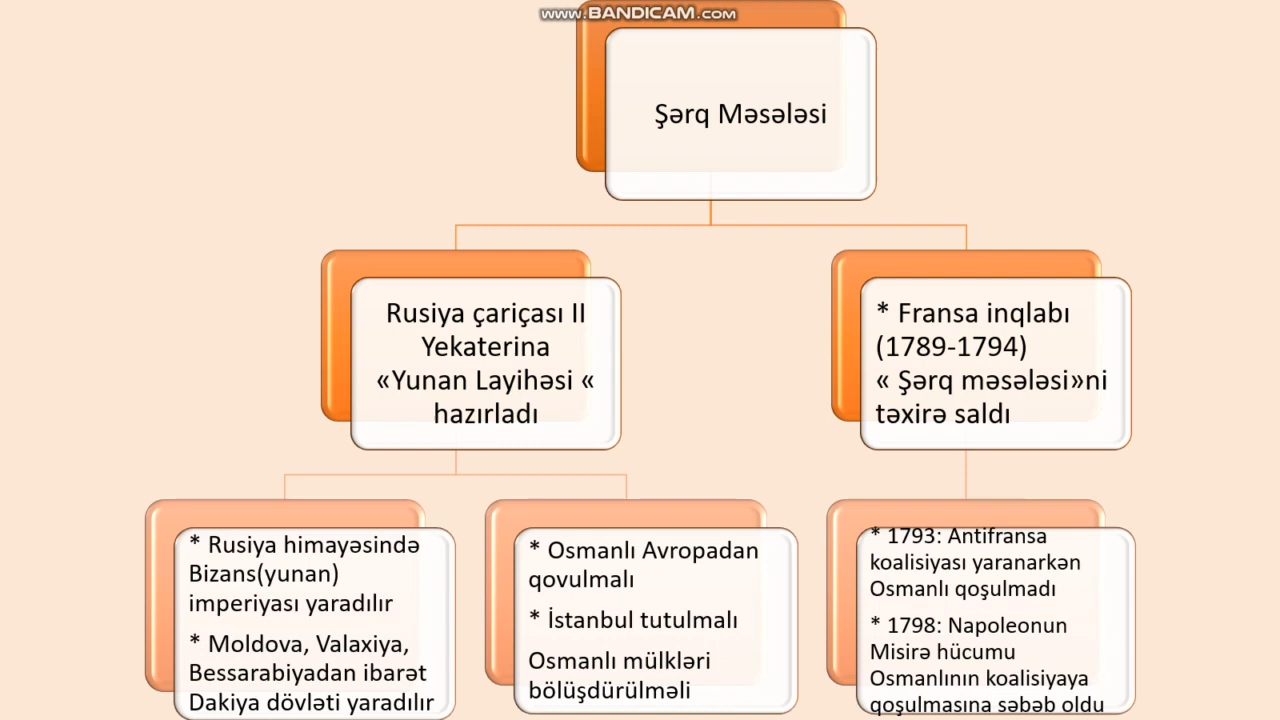 www.BANDICAM.com
Şərq Məsələsi
Rusiya çariçası II
Yekaterina
«Yunan Layihəsi «
hazırladı
* Fransa inqlabı
(1789-1794)
« Şərq məsələsi»ni
təxirə saldı
* Rusiya himayəsində
Bizans(yunan)
imperiyası yaradılır
* Moldova, Valaxiya,
Bessarabiyadan ibarət
Dakiya dövləti yaradılır
* Osmanlı Avropadan
qovulmalı
* İstanbul tutulmalı
Osmanlı mülkləri
bölüşdürülməli
* 1793: Antifransa
koalisiyası yaranarkən
Osmanlı qoşulmadı
* 1798: Napoleonun
Misirə hücumu
Osmanlının koalisiyaya
qoşulmasına səbəb oldu